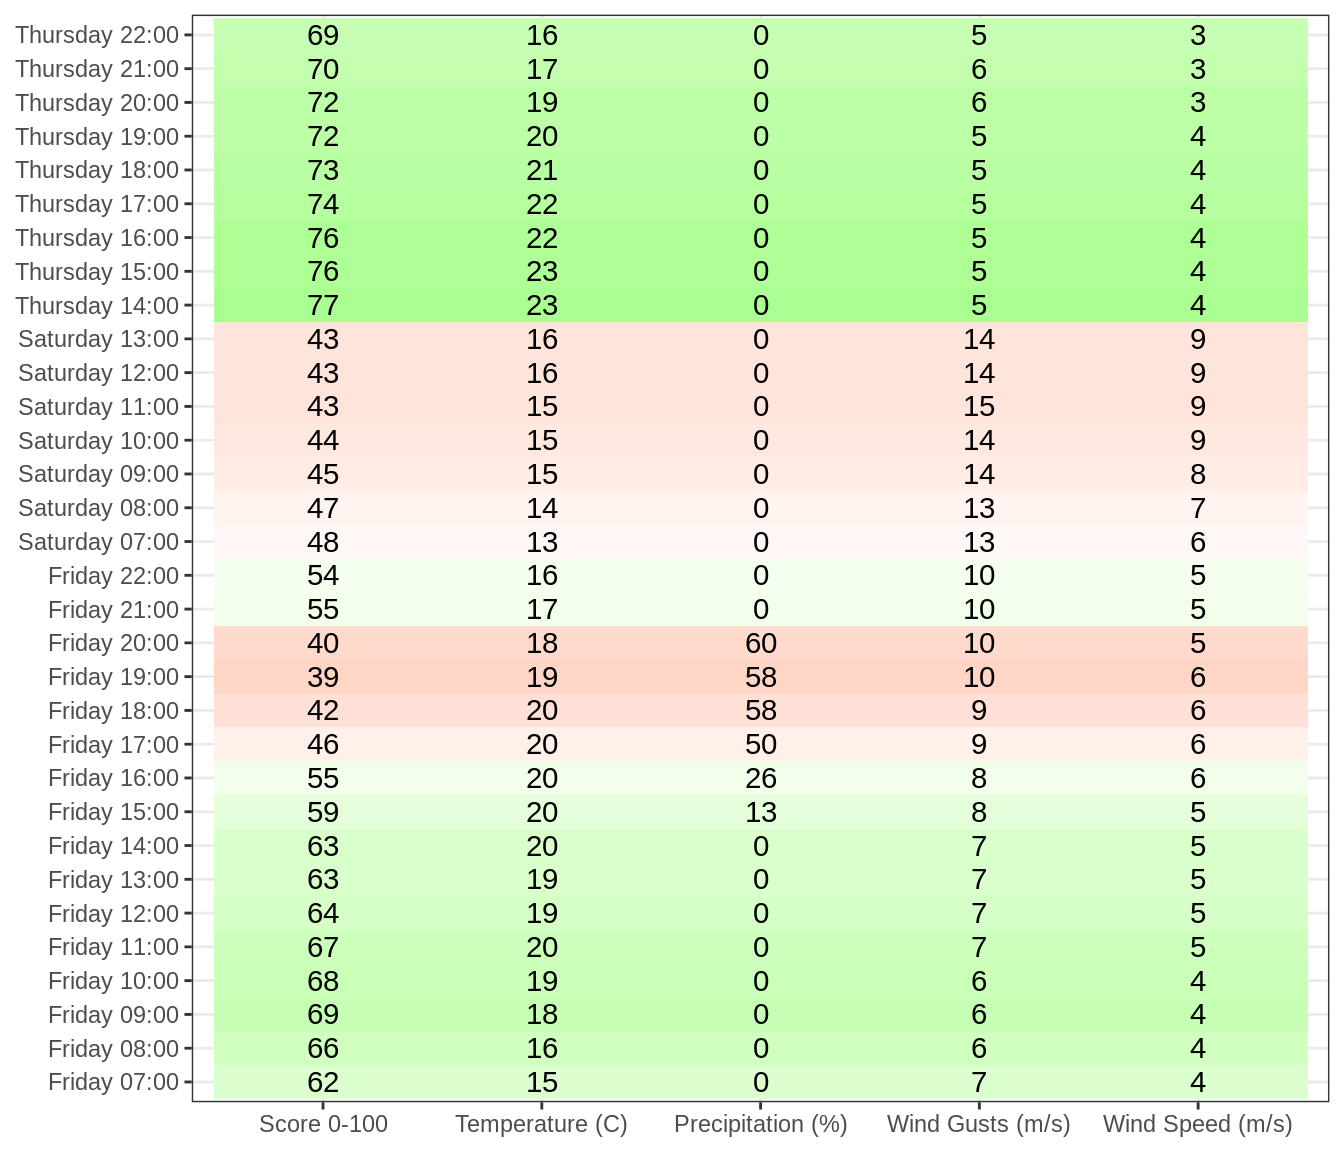 Thursday 22:00 69 16 0 5 3
Thursday 21:00 70 17 0 6 3
Thursday 20:00 72 19 0 6 3
Thursday 19:00 72 20 0 5 4
Thursday 18:00 73 21 0 5 4
Thursday 17:00 74 22 0 5 4
Thursday 16:00 76 22 0 5 4
Thursday 15:00 76 23 0 5 4
Thursday 14:00 77 23 0 5 4
Saturday 13:00 43 16 0 14 9
Saturday 12:00 43 16 0 14 9
Saturday 11:00 43 15 0 15 9
Saturday 10:00 44 15 0 14 9
Saturday 09:00 45 15 0 14 8
Saturday 08:00 47 14 0 13 7
Saturday 07:00 48 13 0 13 6
Friday 22:00 54 16 0 10 5
Friday 21:00 55 17 0 10 5
Friday 20:00 40 18 60 10 5
Friday 19:00 39 19 58 10 6
Friday 18:00 42 20 58 9 6
Friday 17:00 46 20 50 9 6
Friday 16:00 55 20 26 8 6
Friday 15:00 59 20 13 8 5
Friday 14:00 63 20 0 7 5
Friday 13:00 63 19 0 7 5
Friday 12:00 64 19 0 7 5
Friday 11:00 67 20 0 7 5
Friday 10:00 68 19 0 6 4
Friday 09:00 69 18 0 6 4
Friday 08:00 66 16 0 6 4
Friday 07:00 62 15 0 7 4
Score 0-100 Temperature (C) Precipitation (%) Wind Gusts (m/s) Wind Speed (m/s)